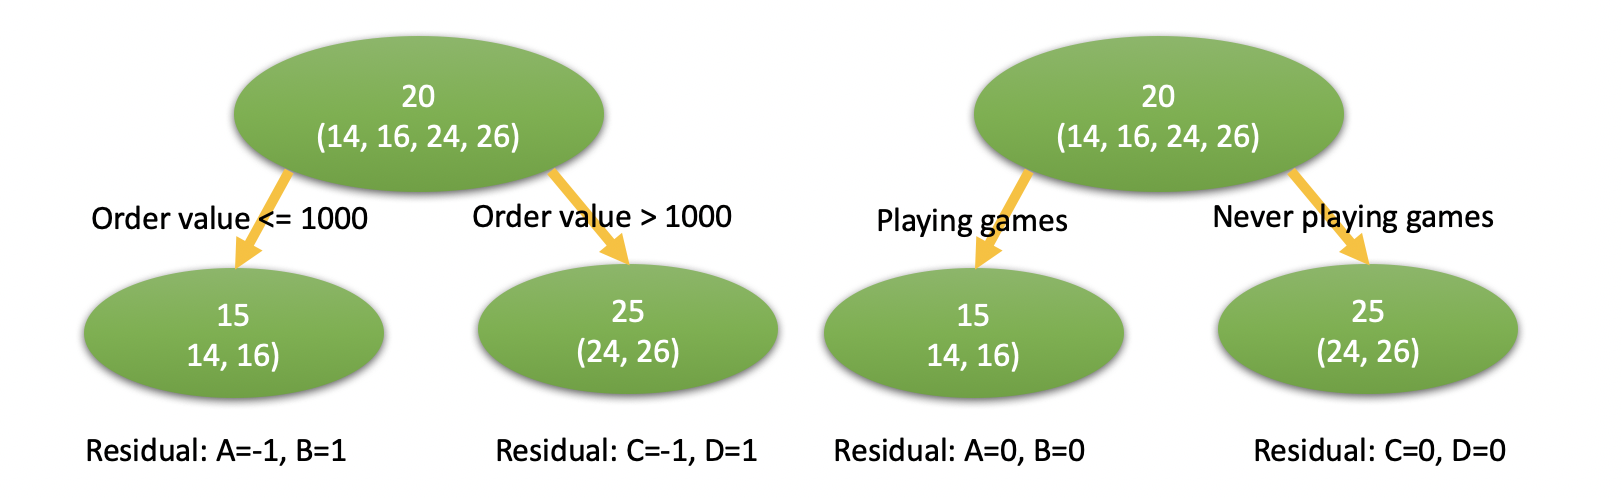 20
(14, 16, 24, 26)
Order value <= 1000
Order value > 1000
15
14, 16)
25
(24, 26)
Residual: A=-1, B=1
Residual: C=-1, D=1
20
(14, 16, 24, 26)
Playing games
Never playing games
15
14, 16)
25
(24, 26)
Residual: A=0, B=0
Residual: C=0, D=0